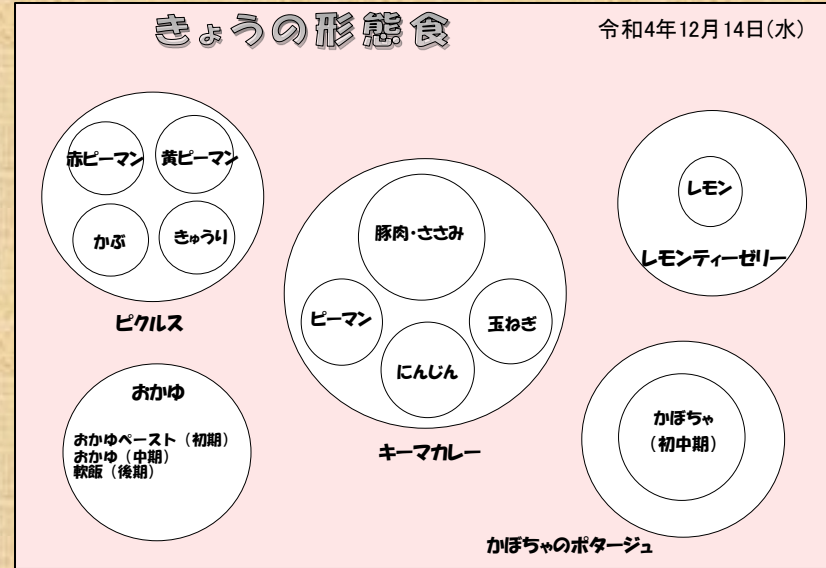 きょうの形態食
令和4年12月14日(水)
赤ピーマン
黄ピーマン
かぶ
きゅうり
ピクルス
豚肉・ささみ
ピーマン
玉ねぎ
にんじん
キーマカレー
レモン
レモンティーゼリー
おかゆ
おかゆペースト（初期）
おかゆ（中期）
軟飯（後期）
かぼちゃ
（初中期）
かぼちゃのポタージュ